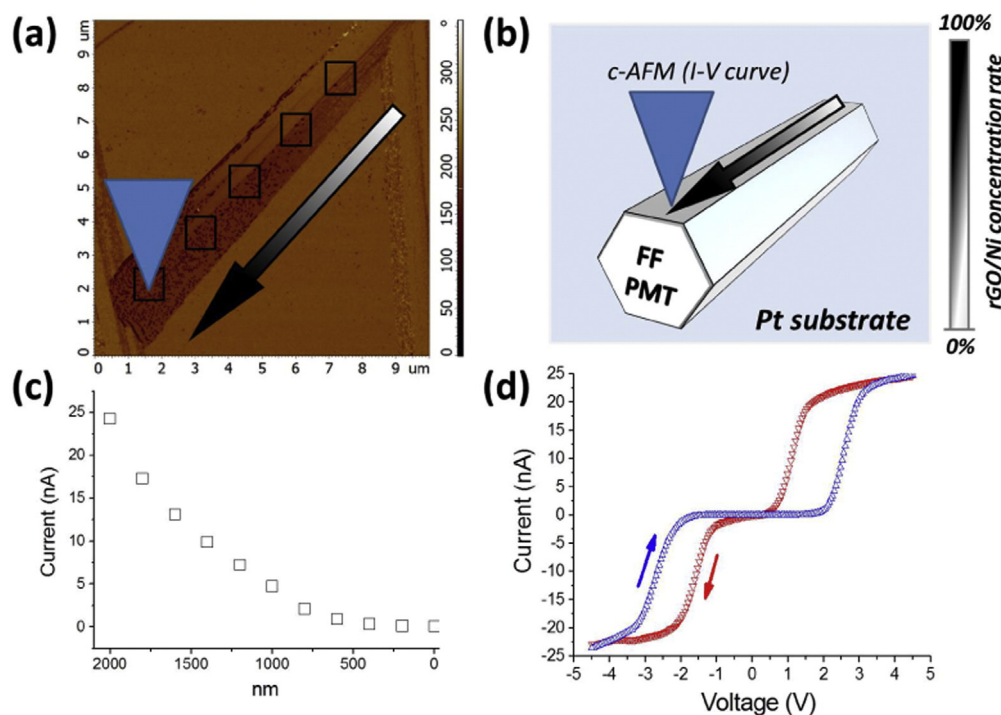 (a)
um
9
8
7
6
5
4
3
2
1
0
0 1 2 3 4 5 6 7 8 9 um
300
250
200
150
100
50
0
(b)
c-AFM (I-V curve)
FF
PMT
Pt substrate
100%
rGO/Ni concentration rate
0%
(c)
Current (nA)
25
20
15
10
5
0
2000 1500 1000 500 0
nm
(d)
Current (nA)
25
20
15
10
5
0
-5
-10
-15
-20
-25
-5 -4 -3 -2 -1 0 1 2 3 4 5
Voltage (V)